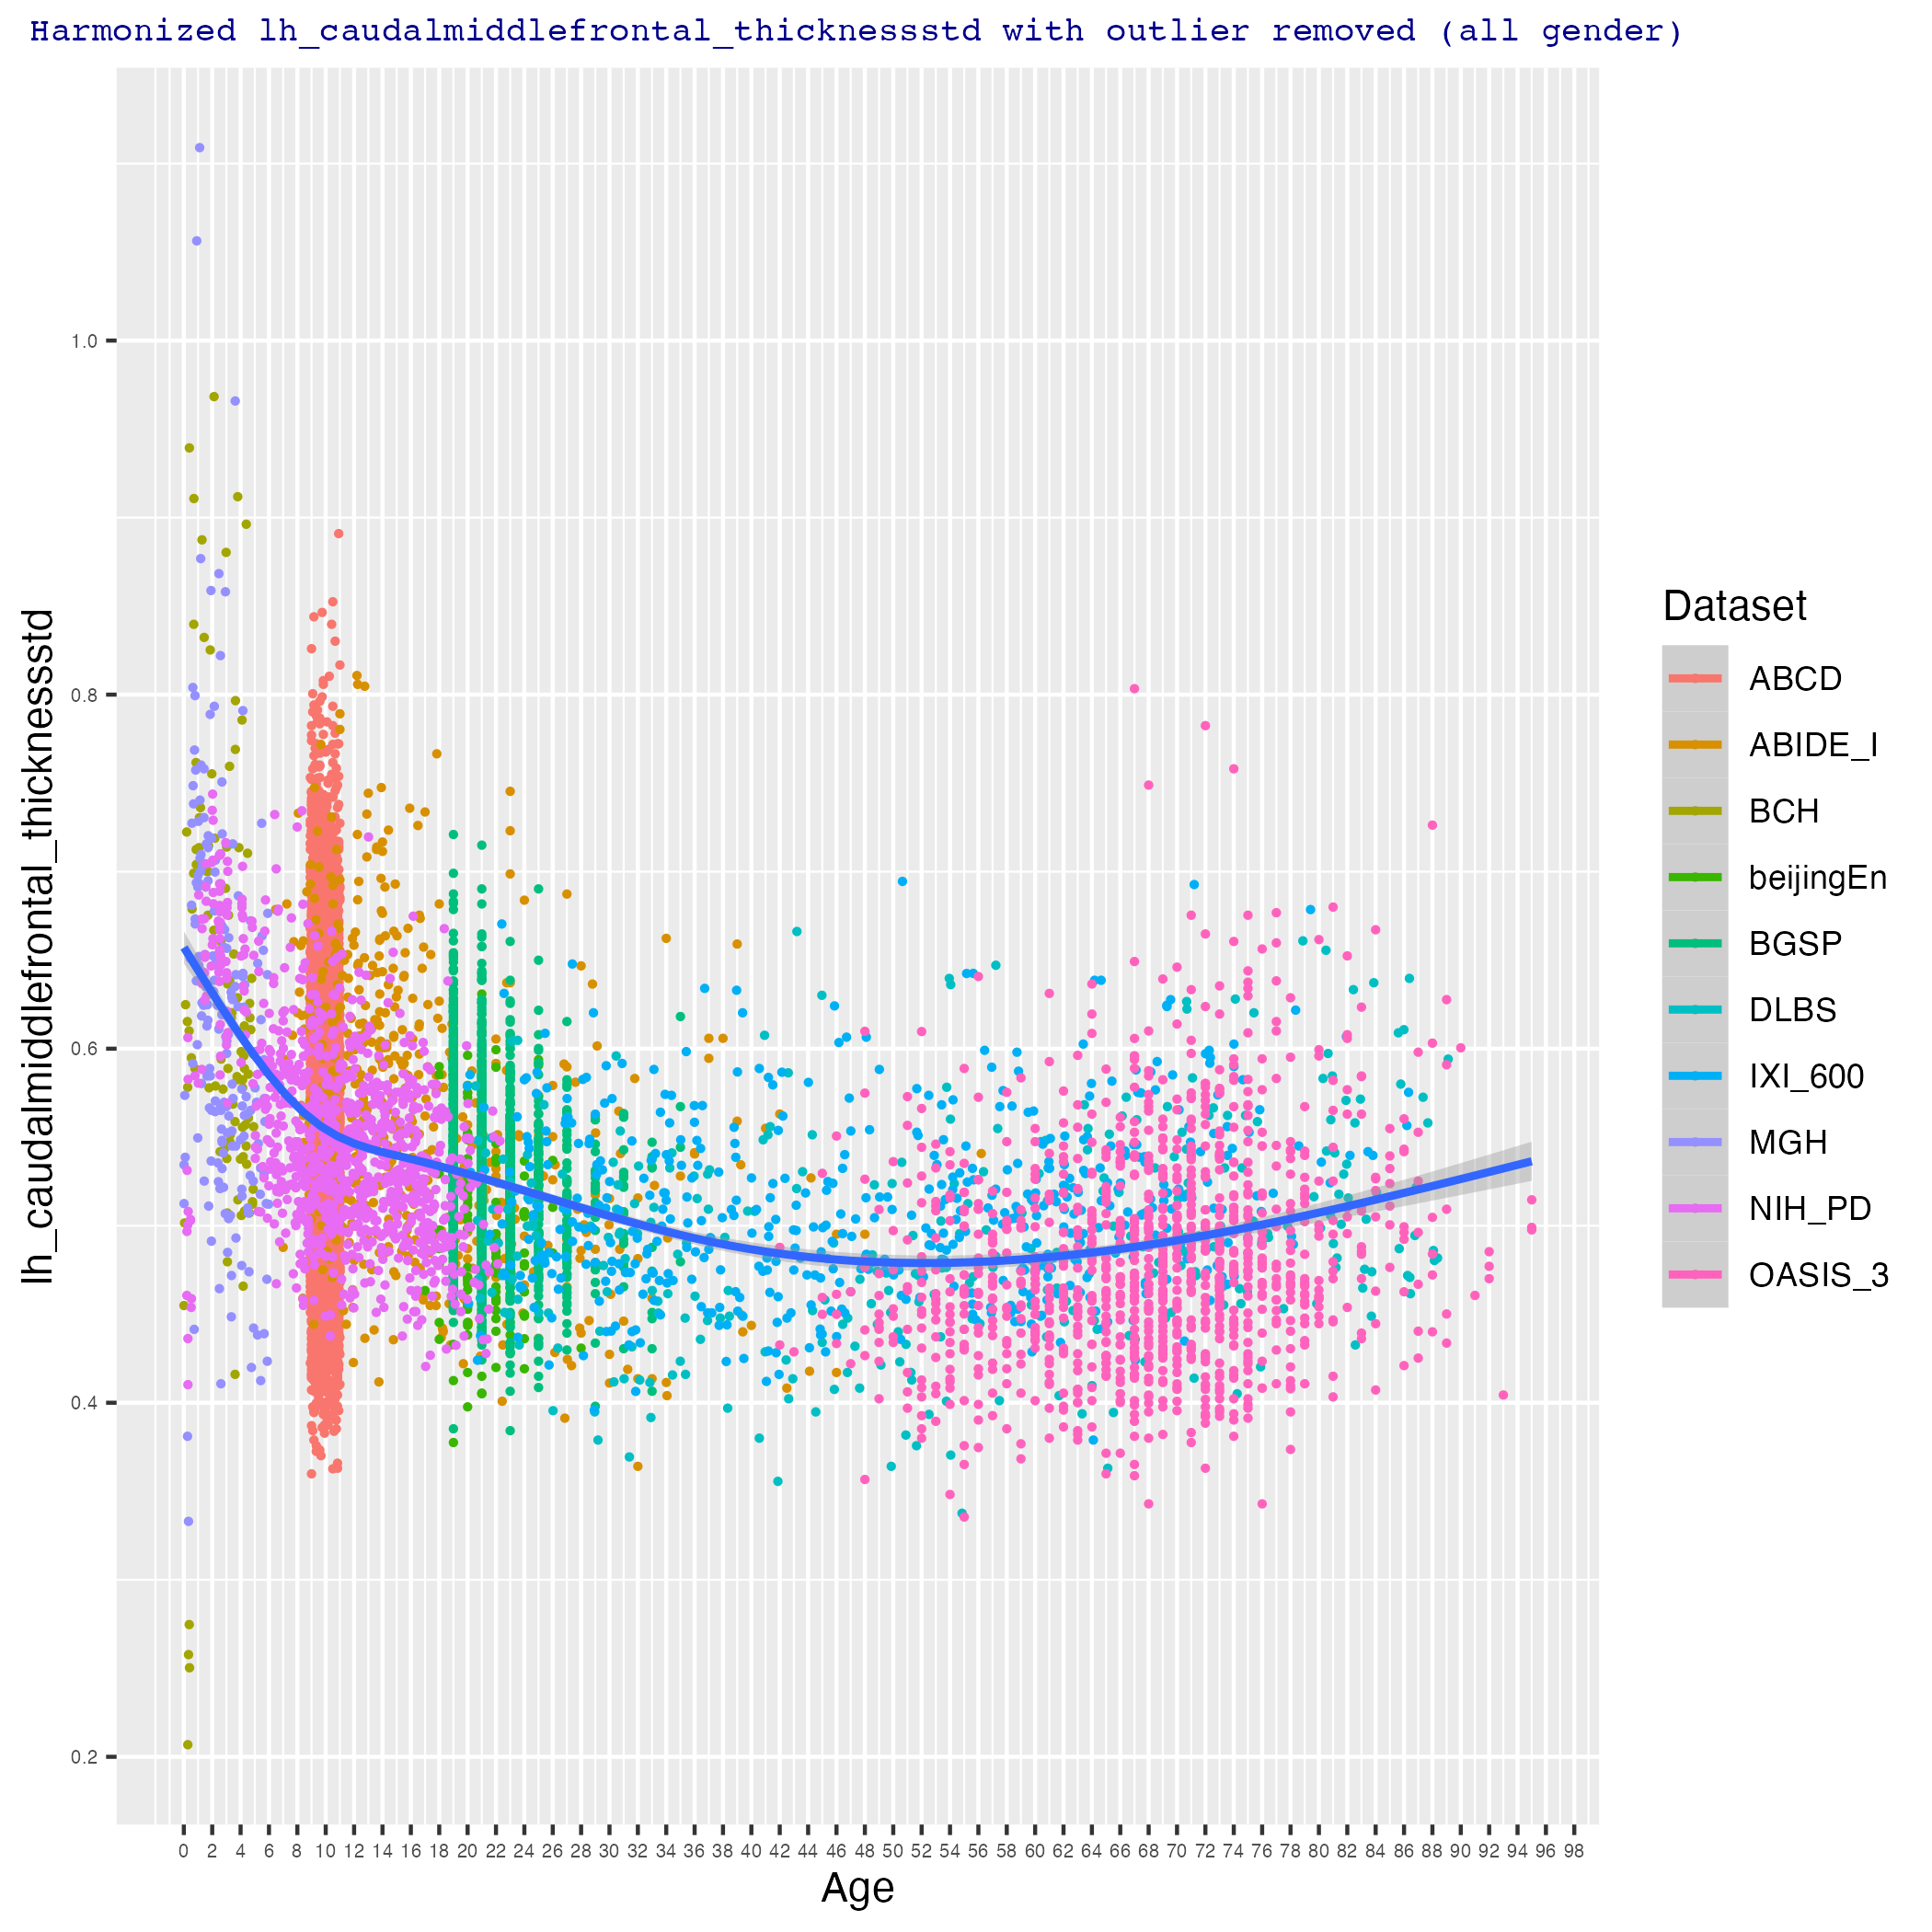 Harmonized lh_caudalmiddlefrontal_thicknessstd with outlier removed (all gender)
lh_caudalmiddlefrontal_thicknessstd
1.0
0.8
0.6
0.4
0.2
0 2 4 6 8 10 12 14 16 18 20 22 24 26 28 30 32 34 36 38 40 42 44 46 48 50 52 54 56 58 60 62 64 66 68 70 72 74 76 78 80 82 84 86 88 90 92 94 96 98
Age
Dataset
ABCD
ABIDE_I
BCH
beijingEn
BGSP
DLBS
IXI_600
MGH
NIH_PD
OASIS_3